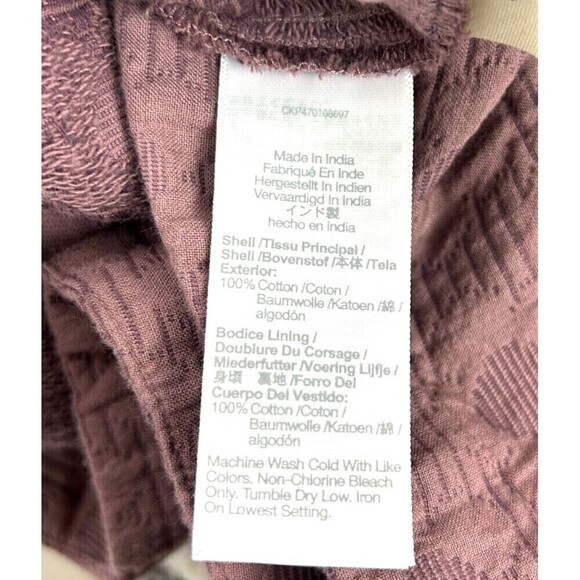 CKP470106697
Made In India
Fabriqué En Inde
Hergestellt In indien
Vervaardigd In India
インド製
hecho en india
Shell /Tissu Principal /
Shell /Bovenstof /本体 /Tela
Exterior:
100% Cotton /Coton /
Baumwolle /Katoen /綿 /
algodón
Bodice Lining /
Doublure Du Corsage /
Miederfutter /Voering Lijfje /
身頃 裏地 /Forro Del
Cuerpo Del Vestido:
100% Cotton /Coton /
Baumwolle /Katoen /綿 /
algodón
Machine Wash Cold With Like
Colors. Non-Chlorine Bleach
Only. Tumble Dry Low. Iron
On Lowest Setting.